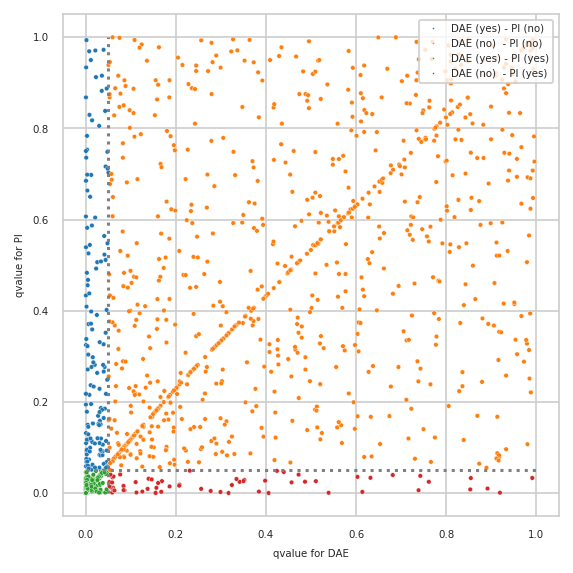 DAE (yes) - PI (no)
DAE (no)  - PI (no)
DAE (yes) - PI (yes)
DAE (no)  - PI (yes)
1.0
0.8
0.6
0.4
0.2
0.0
qvalue for PI
0.0 0.2 0.4 0.6 0.8 1.0
qvalue for DAE